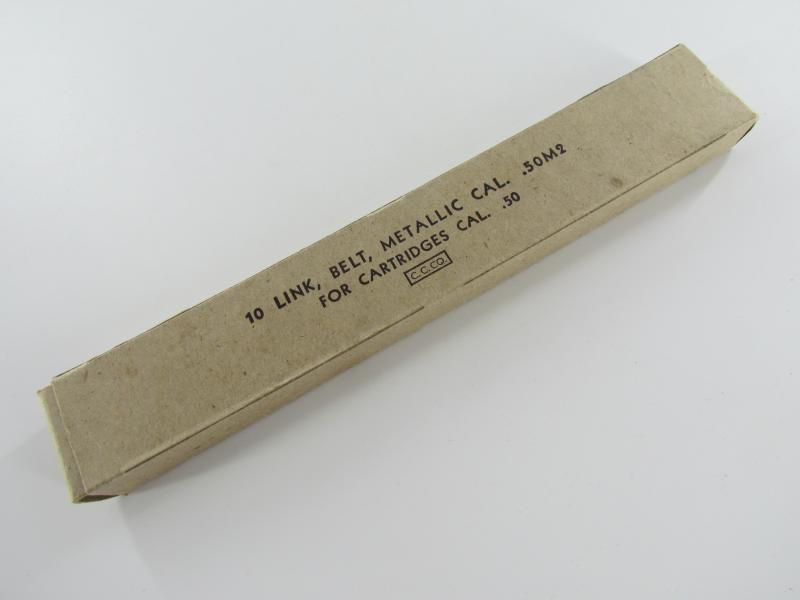 10 LINK, BELT, METALLIC CAL. .50M2
FOR CARTRIDGES CAL. .50
C.C.CO.